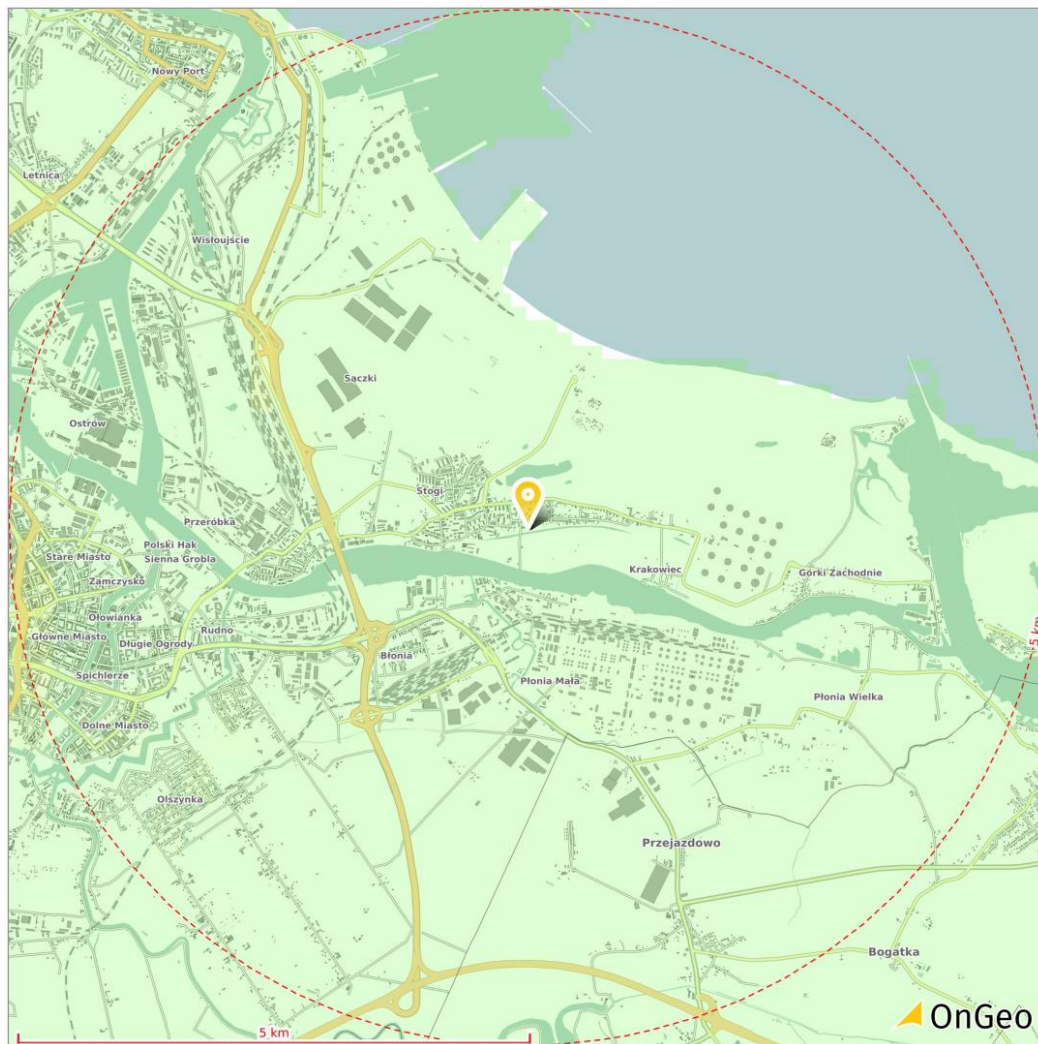 Nowy Port
Letnica
Wisłoujście
Sączki
Ostrów
Stogi
Przeróbka
Polski Hak
Sienna Grobla
Stare Miasto
Zamczysko
Krakowiec
Górki Zachodnie
Ołowianka
Główne Miasto
Długie Ogrody
Rudno
5 km
Błonia
Spichlerze
Płonia Mała
Płonia Wielka
Dolne Miasto
Olszynka
Przejazdowo
Bogatka
OnGeo
5 km